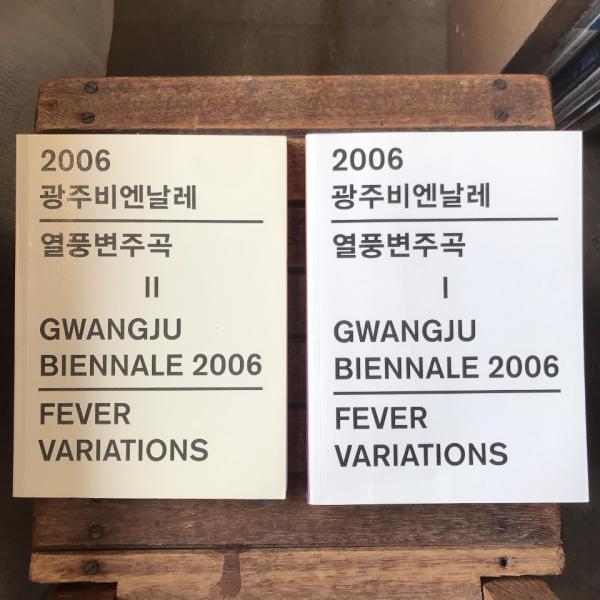 2006
광주비엔날레
열풍변주곡
II
GWANGJU
BIENNALE 2006
FEVER
VARIATIONS
2006
광주비엔날레
열풍변주곡
I
GWANGJU
BIENNALE 2006
FEVER
VARIATIONS